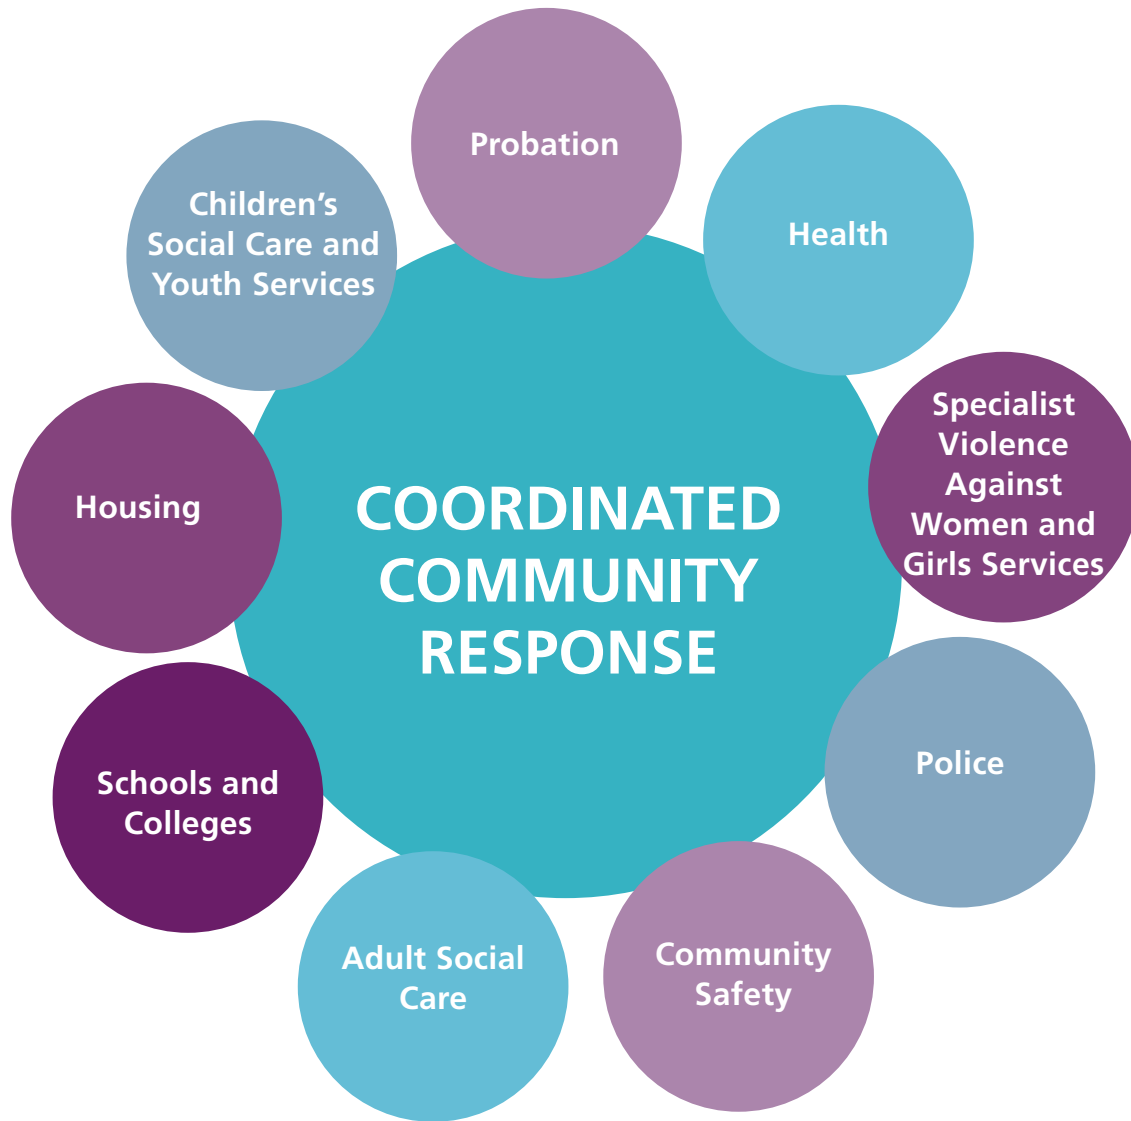 Probation
Health
Children’s
Social Care and
Youth Services
Specialist
Violence
Against
Women and
Girls Services
Housing
COORDINATED
COMMUNITY
RESPONSE
Police
Schools and
Colleges
Adult Social
Care
Community
Safety